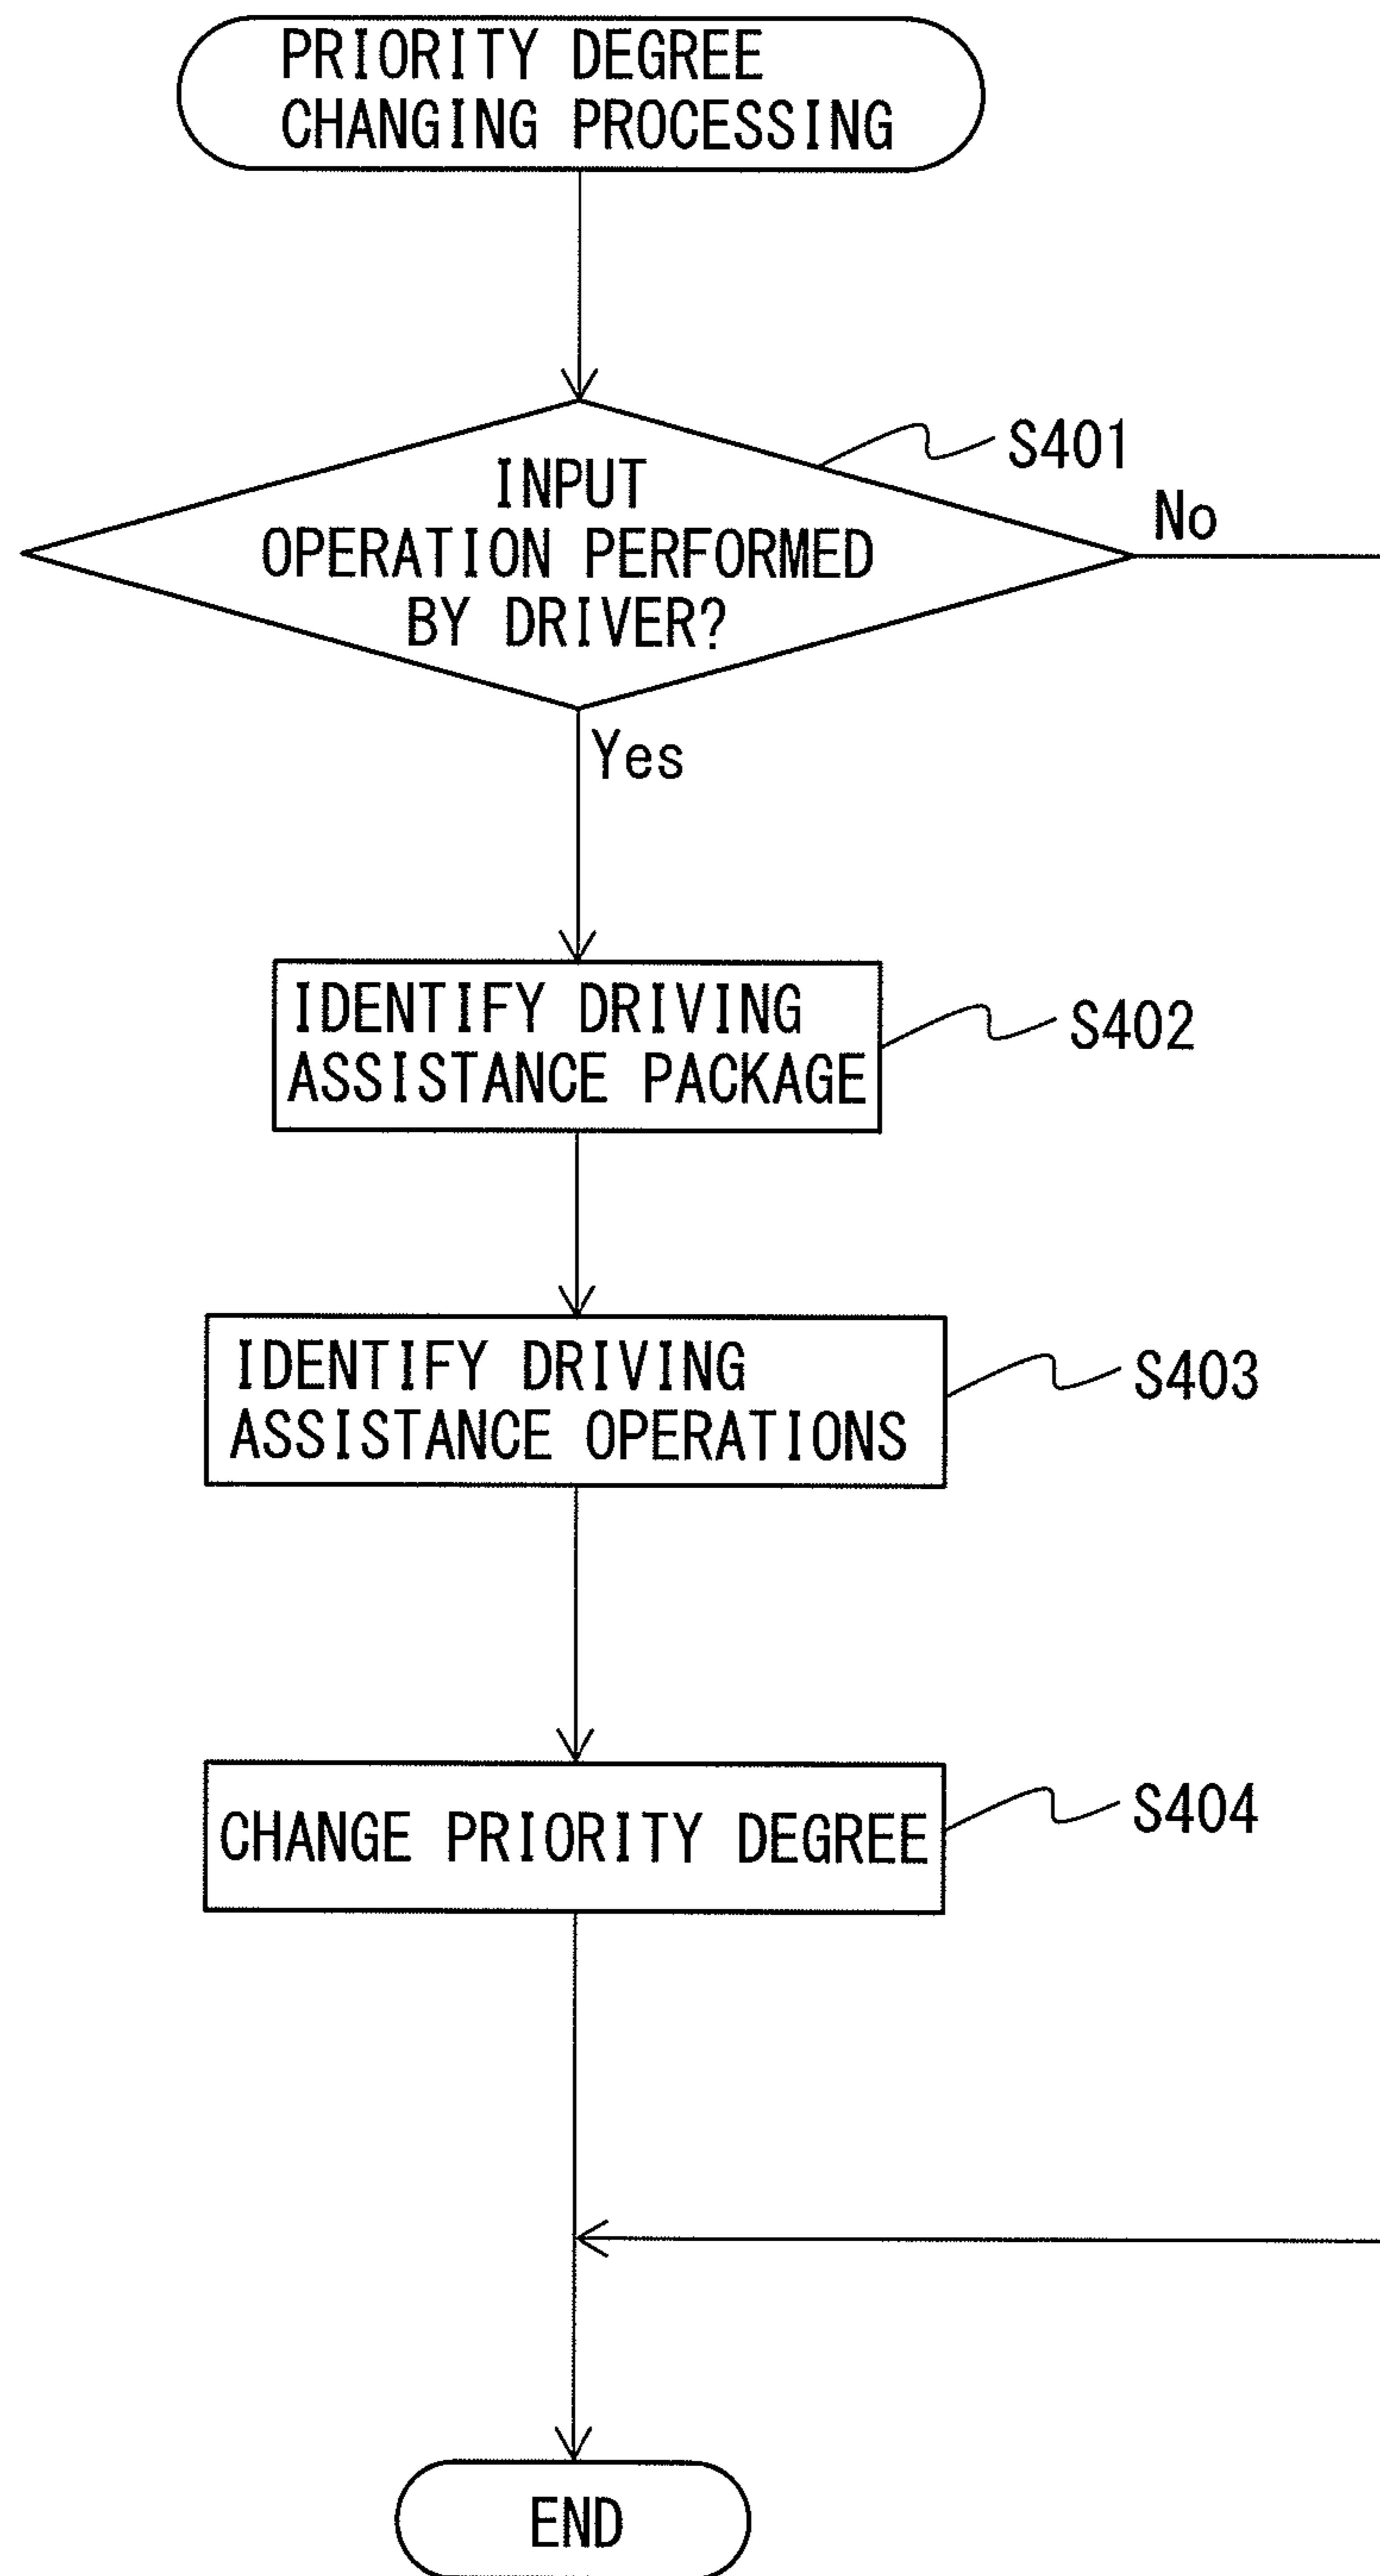 PRIORITY DEGREE
CHANGING PROCESSING
S401
INPUT
OPERATION PERFORMED
BY DRIVER?
No
Yes
IDENTIFY DRIVING
ASSISTANCE PACKAGE
S402
IDENTIFY DRIVING
ASSISTANCE OPERATIONS
S403
CHANGE PRIORITY DEGREE
S404
END